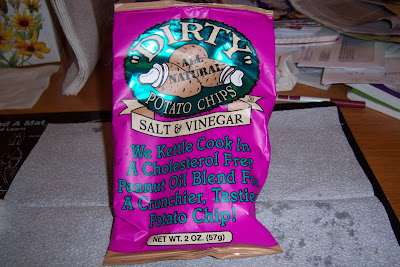 "DIRTY"
ALL
NATURAL
POTATO CHIPS
SALT & VINEGAR
We Kettle Cook In
A Cholesterol Free
Peanut Oil Blend
A Crunchier, Tastier
Potato Chip!
NET WT. 2 OZ. (57g)